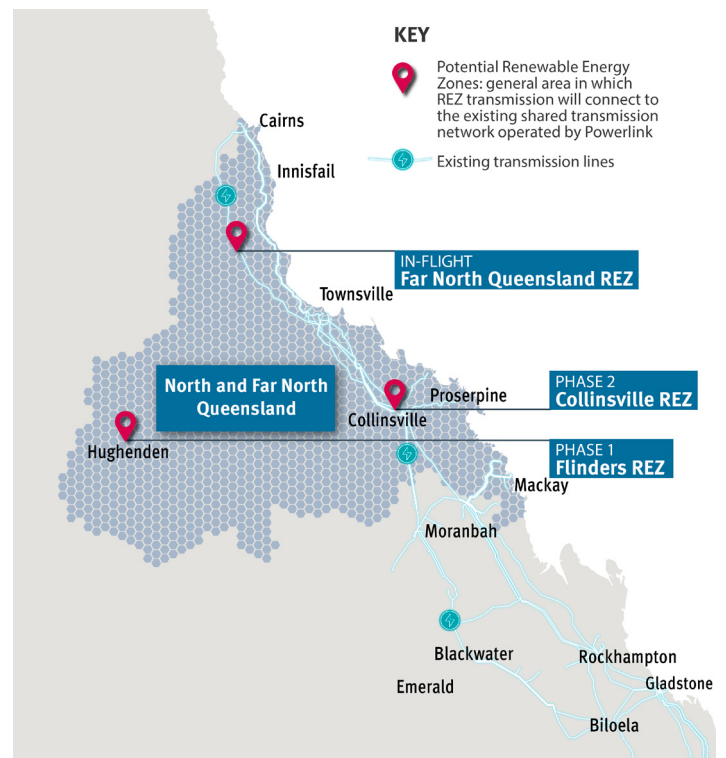 KEY
Potential Renewable Energy
Zones: general area in which
REZ transmission will connect to
the existing shared transmission
network operated by Powerlink
Existing transmission lines
Cairns
Innisfail
IN-FLIGHT
Far North Queensland REZ
Townsville
North and Far North
Queensland
PHASE 2
Collinsville REZ
Proserpine
Collinsville
Hughenden
PHASE 1
Flinders REZ
Mackay
Moranbah
Blackwater
Rockhampton
Emerald
Gladstone
Biloela